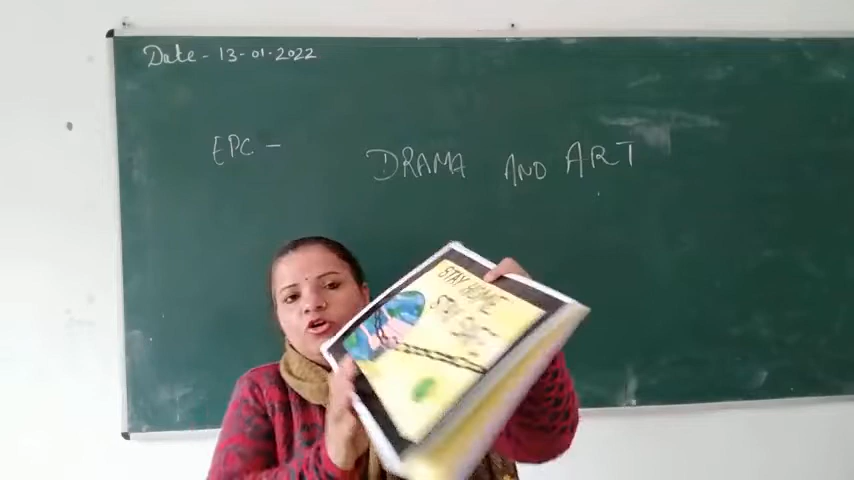 Date - 13-01-2022
EPC - DRAMA AND ART
STAY HOME